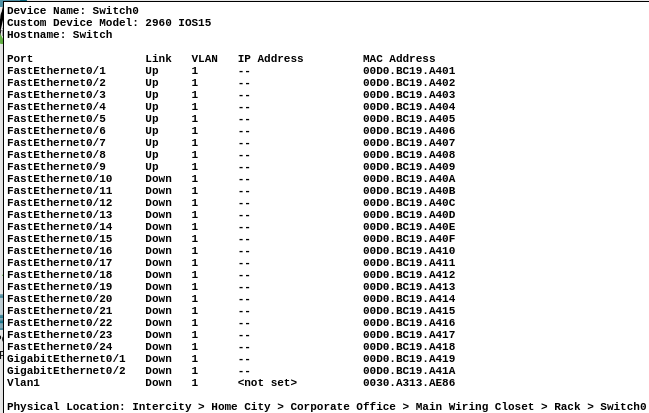 Device Name: Switch0
Custom Device Model: 2960 IOS15
Hostname: Switch
Port Link VLAN IP Address MAC Address
FastEthernet0/1 Up 1 -- 00D0.BC19.A401
FastEthernet0/2 Up 1 -- 00D0.BC19.A402
FastEthernet0/3 Up 1 -- 00D0.BC19.A403
FastEthernet0/4 Up 1 -- 00D0.BC19.A404
FastEthernet0/5 Up 1 -- 00D0.BC19.A405
FastEthernet0/6 Up 1 -- 00D0.BC19.A406
FastEthernet0/7 Up 1 -- 00D0.BC19.A407
FastEthernet0/8 Up 1 -- 00D0.BC19.A408
FastEthernet0/9 Up 1 -- 00D0.BC19.A409
FastEthernet0/10 Down 1 -- 00D0.BC19.A40A
FastEthernet0/11 Down 1 -- 00D0.BC19.A40B
FastEthernet0/12 Down 1 -- 00D0.BC19.A40C
FastEthernet0/13 Down 1 -- 00D0.BC19.A40D
FastEthernet0/14 Down 1 -- 00D0.BC19.A40E
FastEthernet0/15 Down 1 -- 00D0.BC19.A40F
FastEthernet0/16 Down 1 -- 00D0.BC19.A410
FastEthernet0/17 Down 1 -- 00D0.BC19.A411
FastEthernet0/18 Down 1 -- 00D0.BC19.A412
FastEthernet0/19 Down 1 -- 00D0.BC19.A413
FastEthernet0/20 Down 1 -- 00D0.BC19.A414
FastEthernet0/21 Down 1 -- 00D0.BC19.A415
FastEthernet0/22 Down 1 -- 00D0.BC19.A416
FastEthernet0/23 Down 1 -- 00D0.BC19.A417
FastEthernet0/24 Down 1 -- 00D0.BC19.A418
GigabitEthernet0/1 Down 1 -- 00D0.BC19.A419
GigabitEthernet0/2 Down 1 -- 00D0.BC19.A41A
Vlan1 Down 1 <not set> 0030.A313.AE86
Physical Location: Intercity > Home City > Corporate Office > Main Wiring Closet > Rack > Switch0